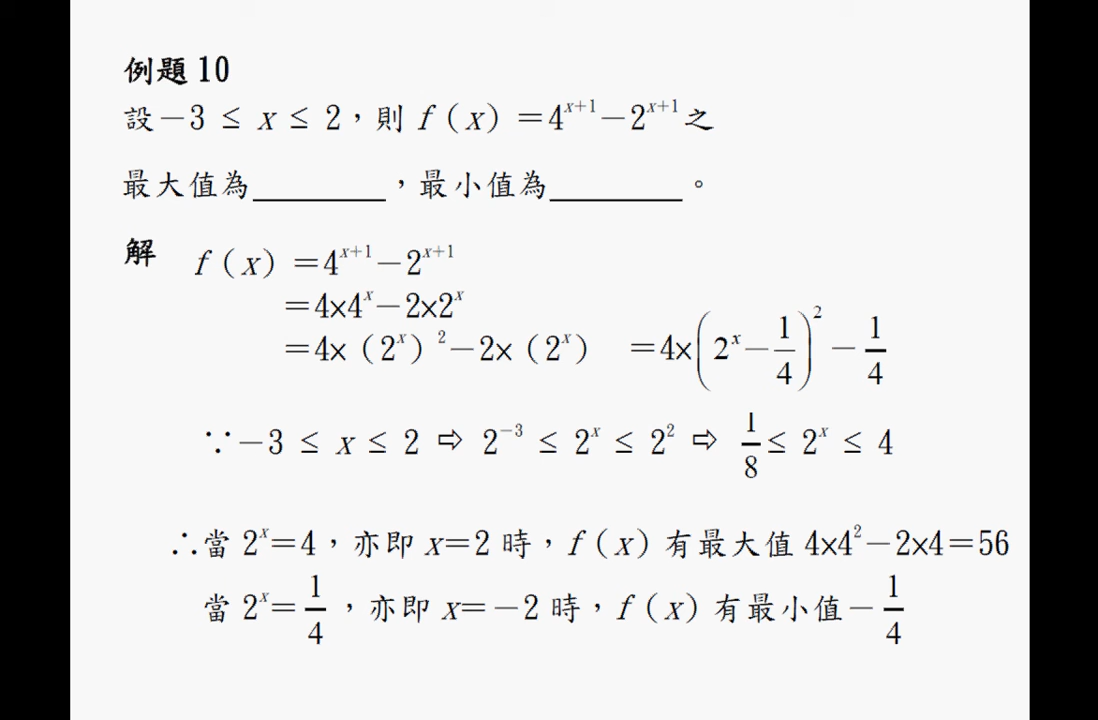 例題 10
設－3 ≤ x ≤ 2，則 f（x）＝4^{x+1}－2^{x+1}之
最大值為________，最小值為________。
解 f（x）＝4^{x+1}－2^{x+1}
＝4×4^x－2×2^x
＝4×（2^x）^2－2×（2^x） ＝4×(2^x－1/4)^2－1/4
∵－3 ≤ x ≤ 2 ⇨ 2^{－3} ≤ 2^x ≤ 2^2 ⇨ 1/8 ≤ 2^x ≤ 4
∴當 2^x＝4，亦即 x＝2 時，f（x）有最大值 4×4^2－2×4＝56
當 2^x＝1/4，亦即 x＝－2 時，f（x）有最小值－1/4